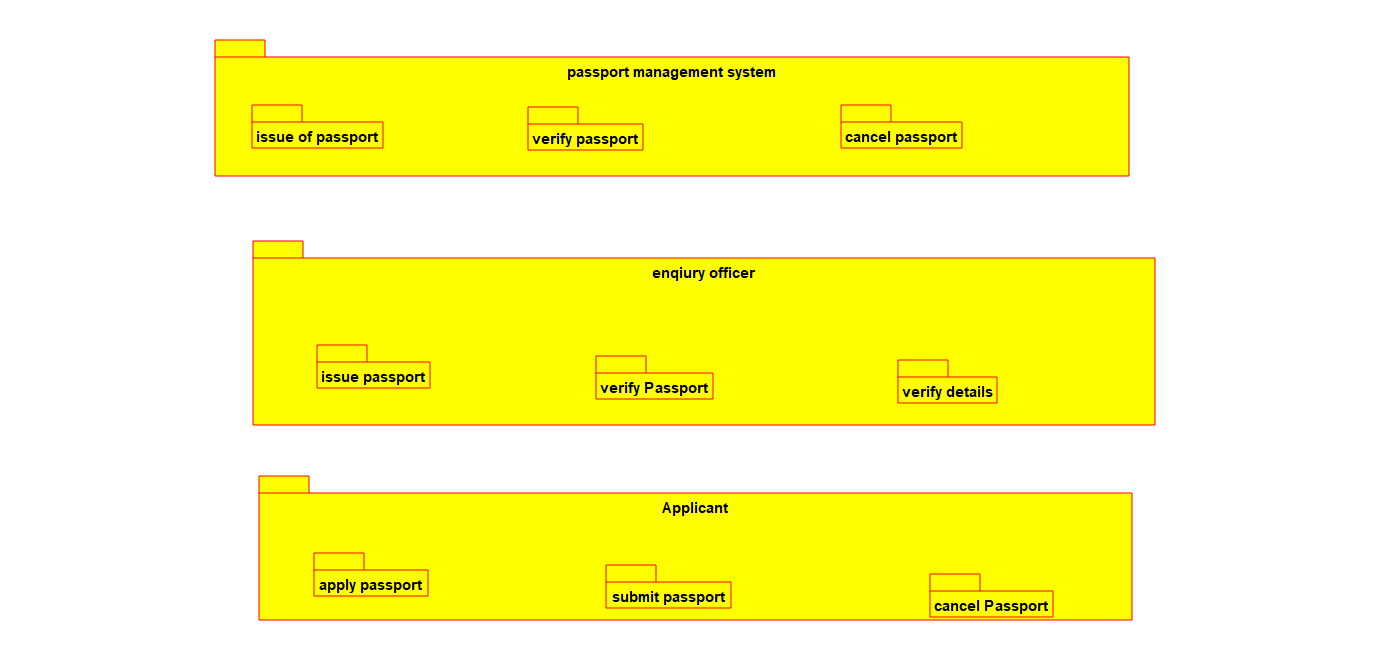 passport management system
issue of passport
verify passport
cancel passport
enqiury officer
issue passport
verify Passport
verify details
Applicant
apply passport
submit passport
cancel Passport